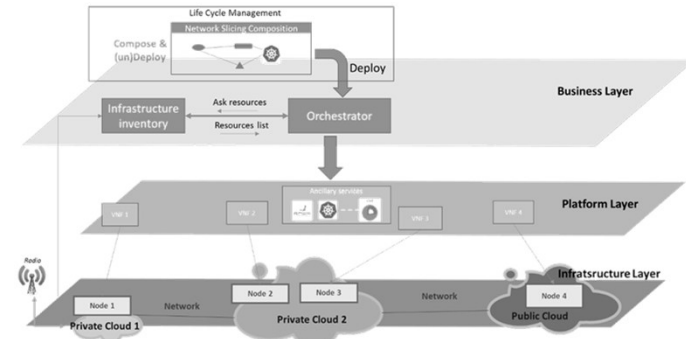 Life Cycle Management
Network Slicing Composition
Compose &
(un)Deploy
Deploy
Business Layer
Infrastructure
inventory
Ask resources
Resources list
Orchestrator
Ancillary services
Platform Layer
VNF 1
VNF 2
VNF 3
VNF 4
Radio
Infratsructure Layer
Node 1
Network
Node 2
Node 3
Network
Node 4
Private Cloud 1
Private Cloud 2
Public Cloud